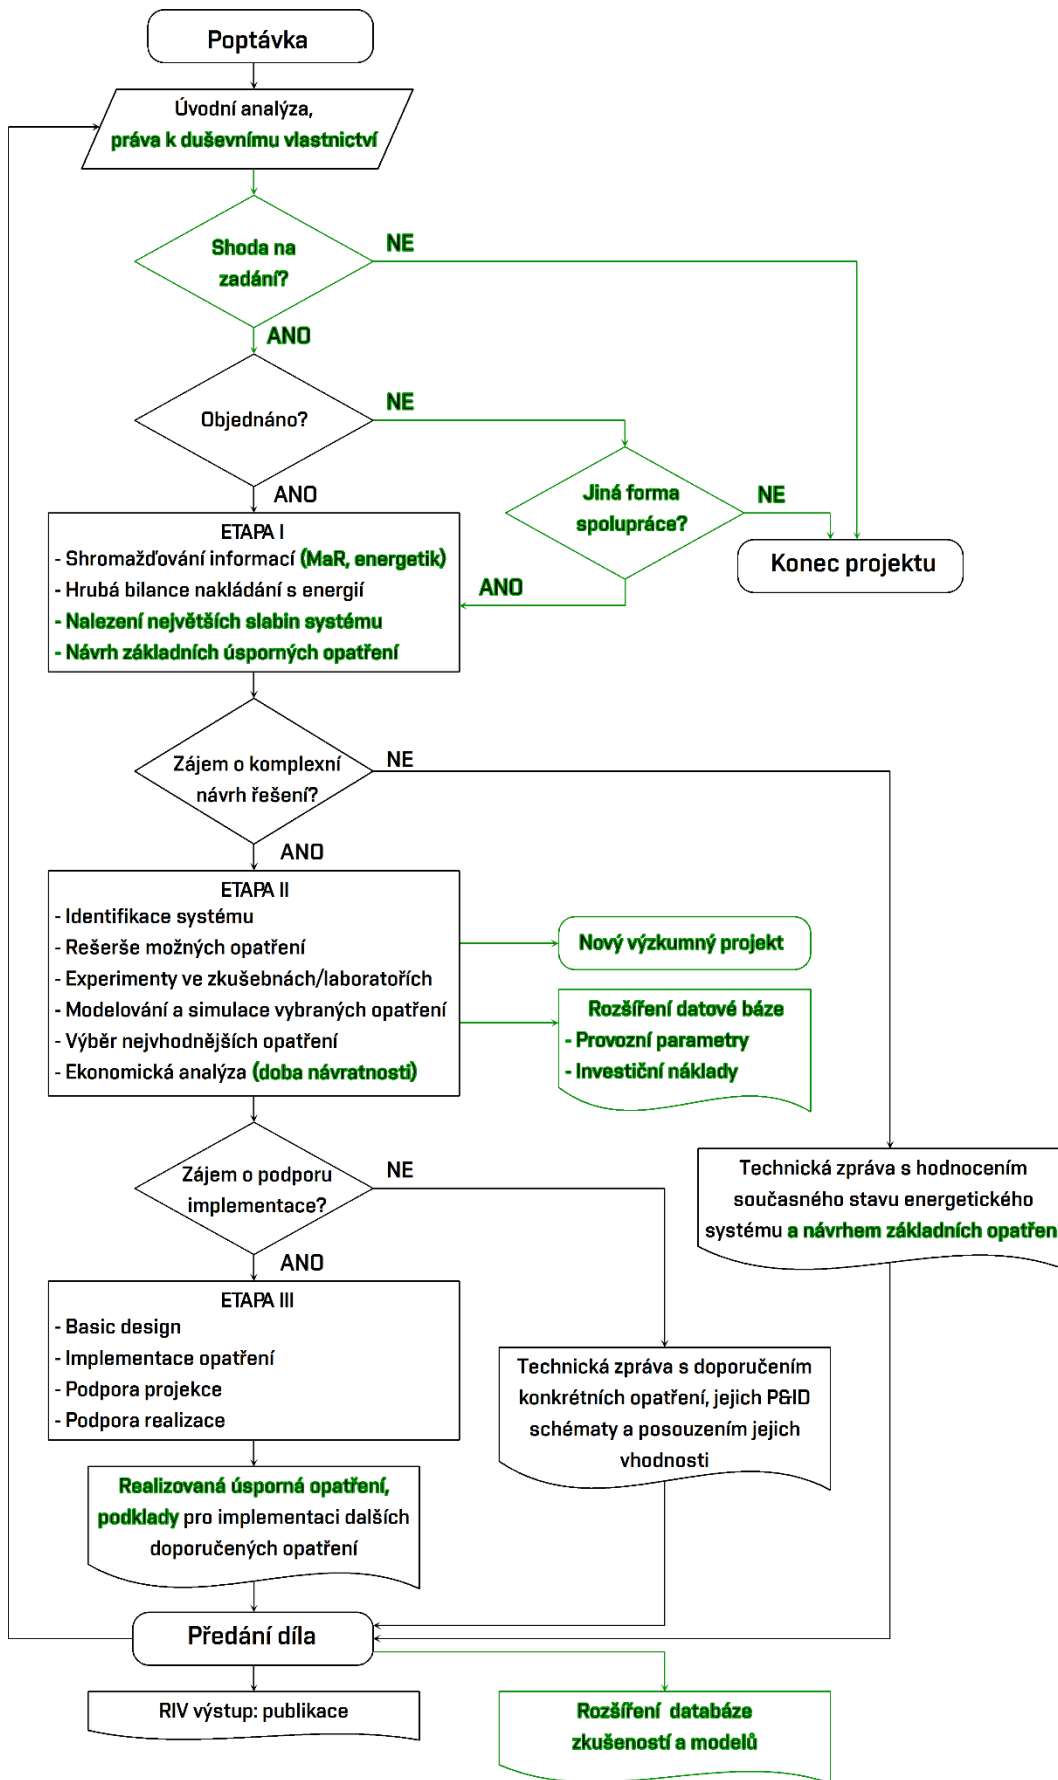 Poptávka
Úvodní analýza,
práva k duševnímu vlastnictví
Shoda na
zadání?
NE
ANO
Objednáno?
NE
ANO
Jiná forma
spolupráce?
NE
ANO
Konec projektu
ETAPA I
- Shromažďování informací (MaR, energetik)
- Hrubá bilance nakládání s energií
- Nalezení největších slabin systému
- Návrh základních úsporných opatření
Zájem o komplexní
návrh řešení?
NE
ANO
ETAPA II
- Identifikace systému
- Rešerše možných opatření
- Experimenty ve zkušebnách/laboratořích
- Modelování a simulace vybraných opatření
- Výběr nejvhodnějších opatření
- Ekonomická analýza (doba návratnosti)
Nový výzkumný projekt
Rozšíření datové báze
- Provozní parametry
- Investiční náklady
Zájem o podporu
implementace?
NE
ANO
Technická zpráva s hodnocením
současného stavu energetického
systému a návrhem základních opatřen
ETAPA III
- Basic design
- Implementace opatření
- Podpora projekce
- Podpora realizace
Technická zpráva s doporučením
konkrétních opatření, jejich P&ID
schématy a posouzením jejich
vhodnosti
Realizovaná úsporná opatření,
podklady pro implementaci dalších
doporučených opatření
Předání díla
RIV výstup: publikace
Rozšíření databáze
zkušeností a modelů